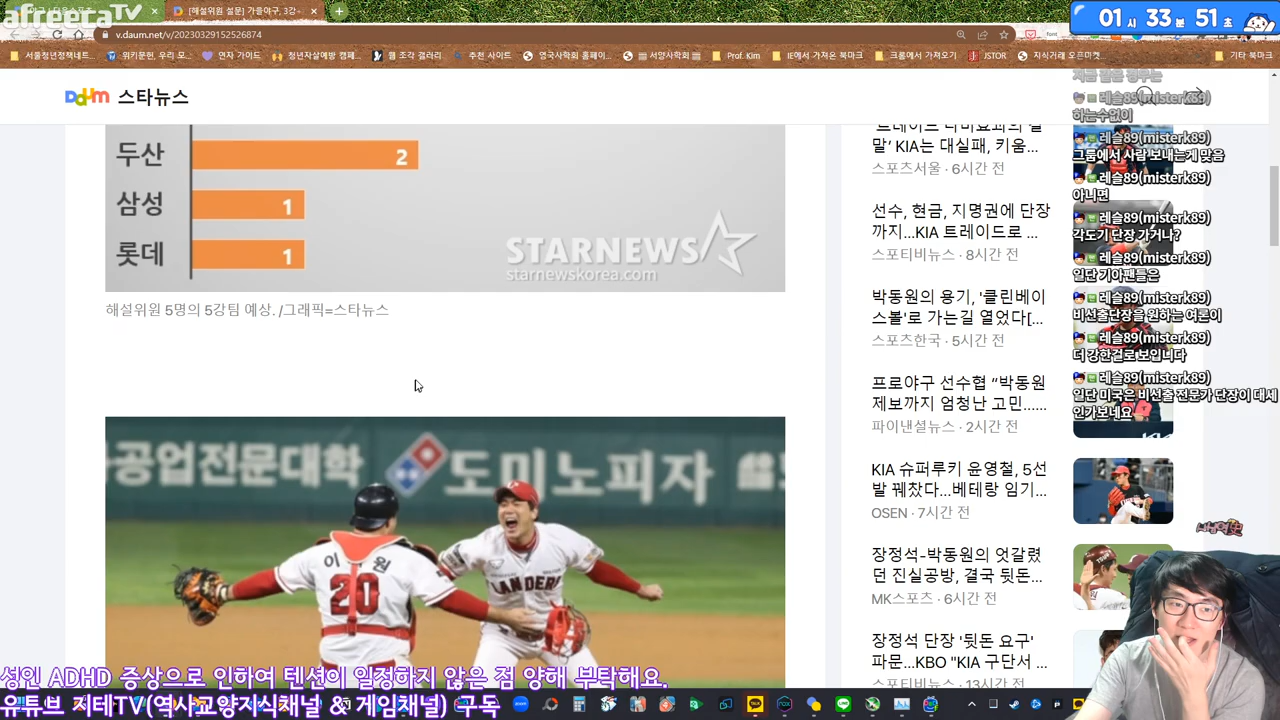 afreecaTV
[해설위원 설문] 가을야구, 3강
01시 33분 51초
v.daum.net/v/20230329152526874
서울청년정책네트...
위키문헌, 우리 모...
연자 가이드
청년자살예방 캠페...
웹 조각 갤러리
추천 사이트
영국사학회 홈페이...
서양사학회
Prof. Kim
IE에서 가져온 북마크
크롬에서 가져오기
JSTOR
지식거래 오픈마켓...
기타 북마크
Daum 스타뉴스
두산 2
삼성 1
롯데 1
STARNEWS
starnewskorea.com
해설위원 5명의 5강팀 예상. /그래픽=스타뉴스
공업전문대학
도미노피자
이 원
20
LANDERS
말’ KIA는 대실패, 키움...
스포츠서울 · 6시간 전
선수, 현금, 지명권에 단장
까지...KIA 트레이드로 ...
스포티비뉴스 · 8시간 전
박동원의 용기, '클린베이
스볼'로 가는길 열었다[...
스포츠한국 · 5시간 전
프로야구 선수협 “박동원
제보까지 엄청난 고민......
파이낸셜뉴스 · 2시간 전
KIA 슈퍼루키 윤영철, 5선
발 꿰찼다...베테랑 임기...
OSEN · 7시간 전
장정석-박동원의 엇갈렸
던 진실공방, 결국 뒷돈...
MK스포츠 · 6시간 전
장정석 단장 '뒷돈 요구'
파문...KBO "KIA 구단서 ...
스포티비뉴스 · 13시간 전
지금 같은 경우는
레슬89(misterk89)
하는수없이
레슬89(misterk89)
그룹에서 사람 보내는게 맞음
레슬89(misterk89)
아니면
레슬89(misterk89)
각도기 단장 가거나?
레슬89(misterk89)
일단 기아팬들은
레슬89(misterk89)
비선출단장을 원하는 여론이
레슬89(misterk89)
더 강한걸로 보입니다
레슬89(misterk89)
일단 미국은 비선출 전문가 단장이 대세
인가보네요
성인 ADHD 증상으로 인하여 텐션이 일정하지 않은 점 양해 부탁해요.
유튜브 지테TV(역사교양지식채널 & 게임채널) 구독